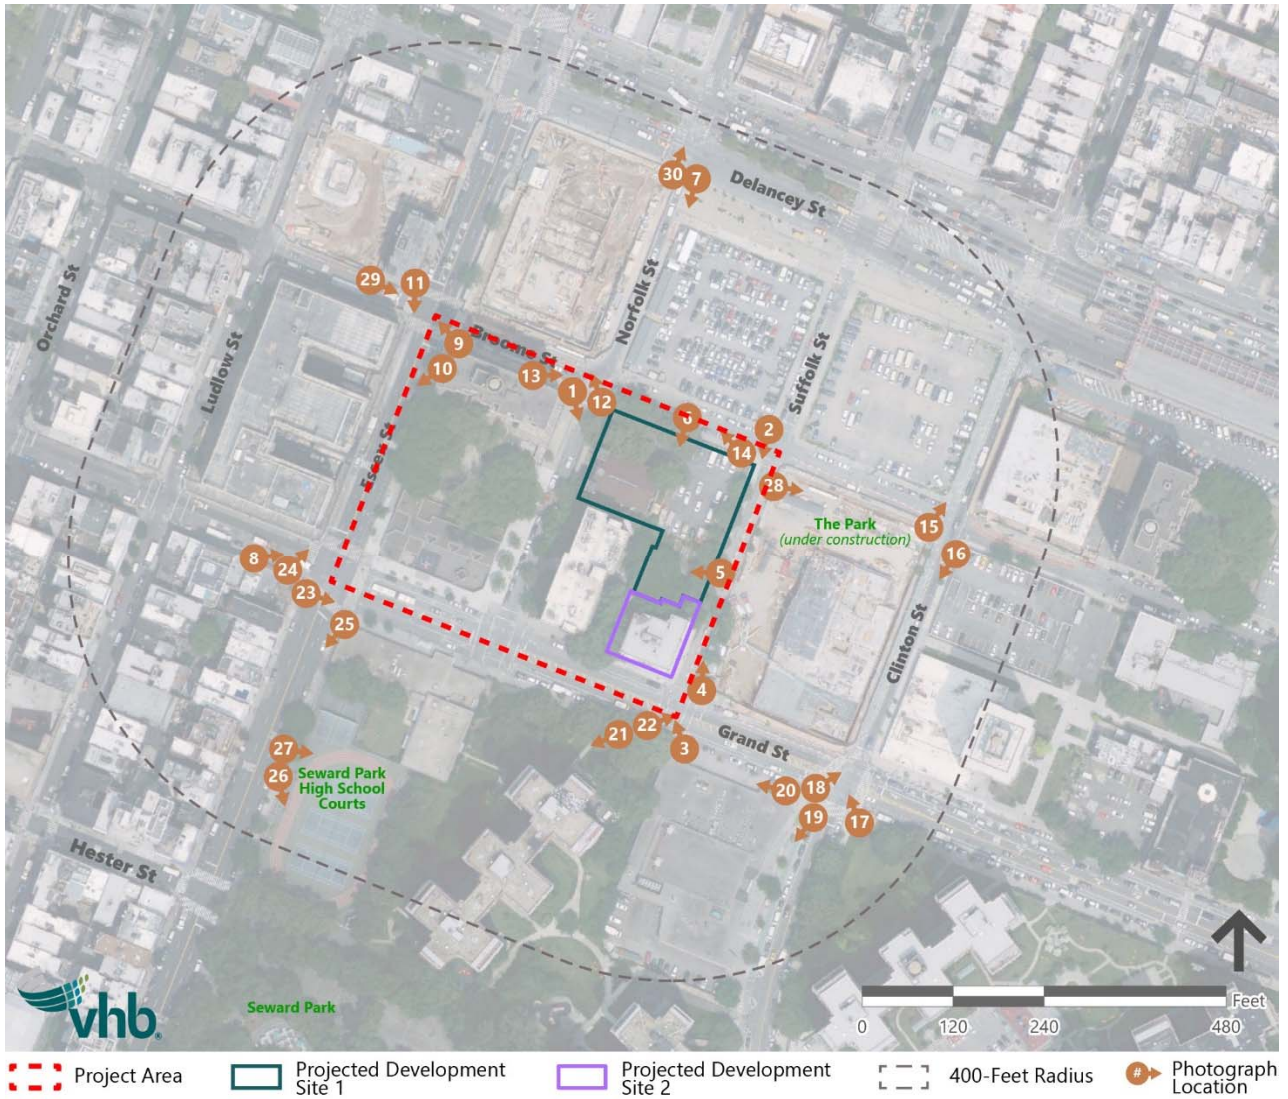 30
7
Delancey St
Norfolk St
Orchard St
29
11
Broome St
9
Ludlow St
Suffolk St
10
13
1
12
6
2
14
Essex St
28
The Park
(under construction)
15
16
8
24
5
23
25
Clinton St
4
22
21
3
Grand St
27
26
Seward Park
High School
Courts
20
18
19
17
Hester St
Seward Park
vhb®
Feet
0
120
240
480
Project Area
Projected Development
Site 1
Projected Development
Site 2
400-Feet Radius
#
Photograph
Location